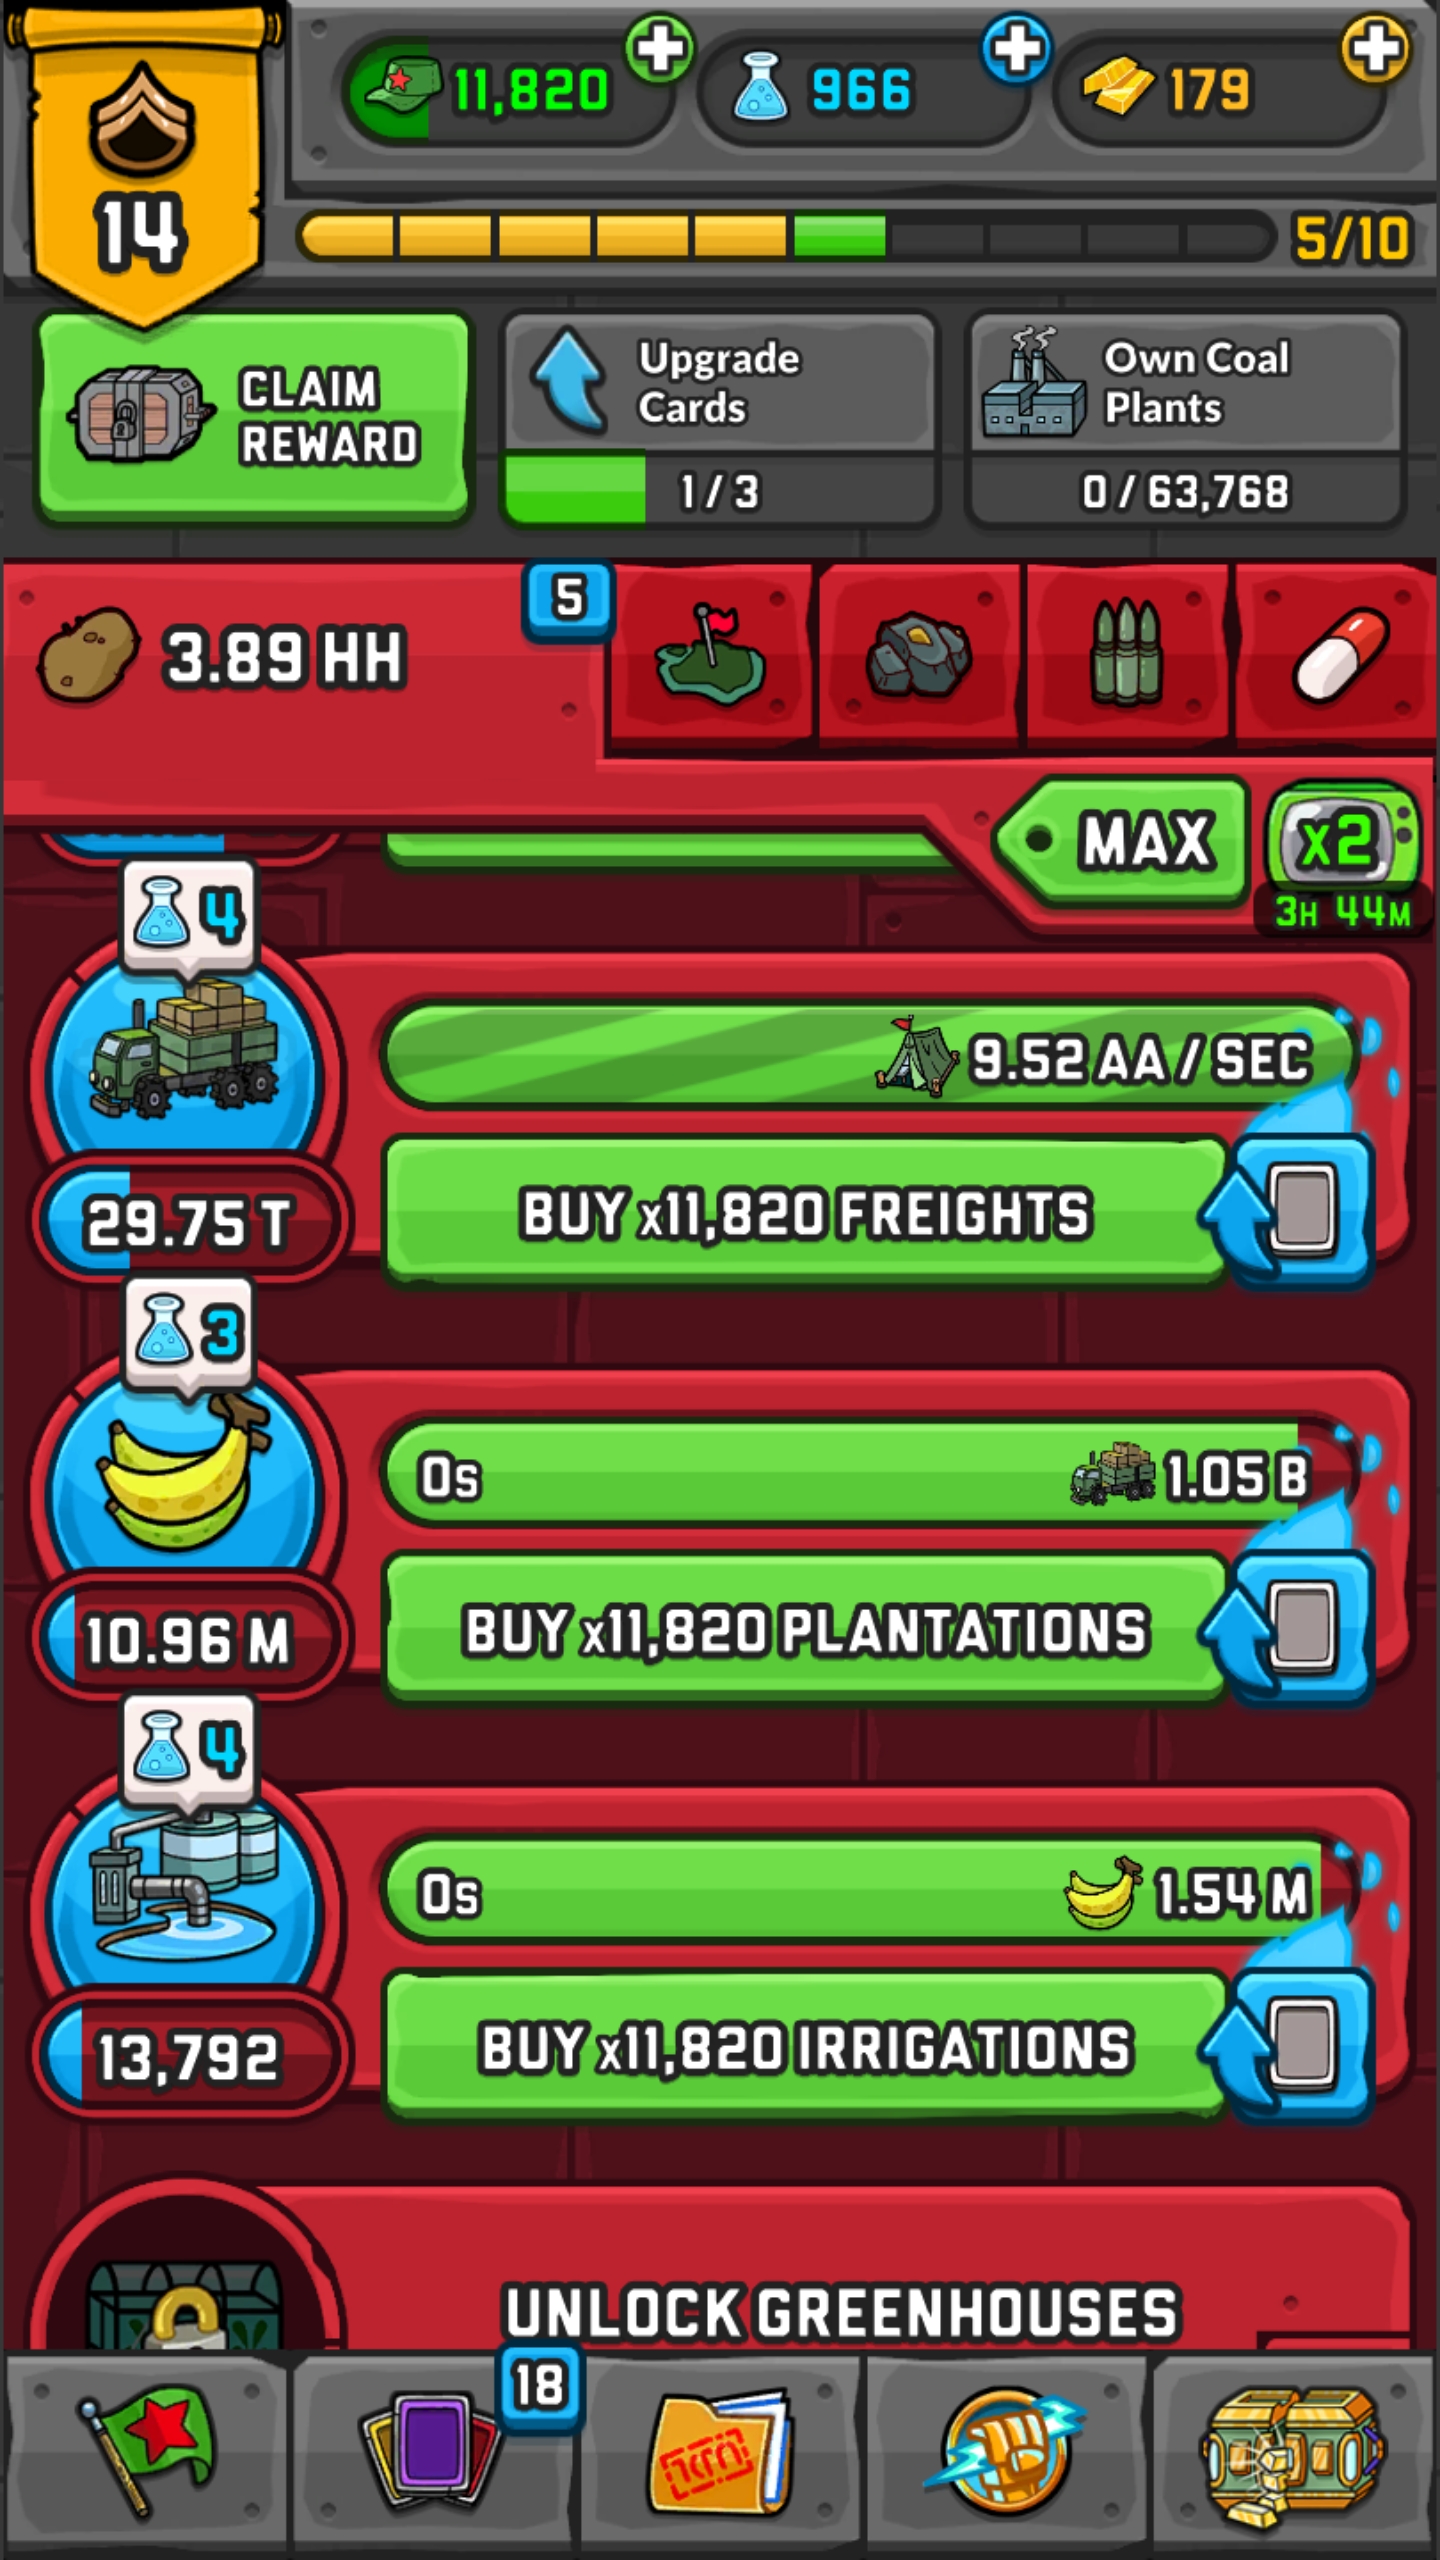 11,820
966
179
14
5/10
CLAIM
REWARD
Upgrade
Cards
1 / 3
Own Coal
Plants
0 / 63,768
3.89 HH
5
MAX
x2
3H 44M
4
9.52 AA / SEC
29.75 T
BUY x11,820 FREIGHTS
3
0s
1.05 B
10.96 M
BUY x11,820 PLANTATIONS
4
0s
1.54 M
13,792
BUY x11,820 IRRIGATIONS
UNLOCK GREENHOUSES
18